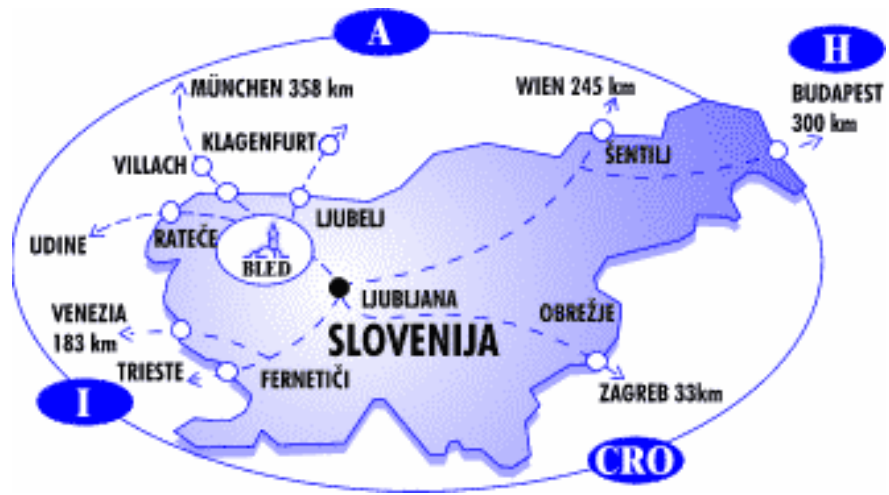 A
H
MÜNCHEN 358 km
WIEN 245 km
BUDAPEST
300 km
KLAGENFURT
VILLACH
ŠENTILJ
LJUBELJ
RATEČE
UDINE
BLED
LJUBLJANA
VENEZIA
183 km
OBREŽJE
SLOVENIJA
TRIESTE
FERNETIČI
ZAGREB 33km
I
CRO